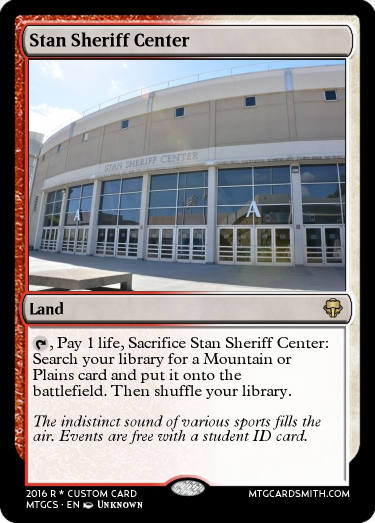 Stan Sheriff Center
STAN SHERIFF CENTER
A
A
Land
, Pay 1 life, Sacrifice Stan Sheriff Center:
Search your library for a Mountain or
Plains card and put it onto the
battlefield. Then shuffle your library.
The indistinct sound of various sports fills the
air. Events are free with a student ID card.
2016 R * CUSTOM CARD
MTGCS • EN Unknown
MTGCARDSMITH.COM